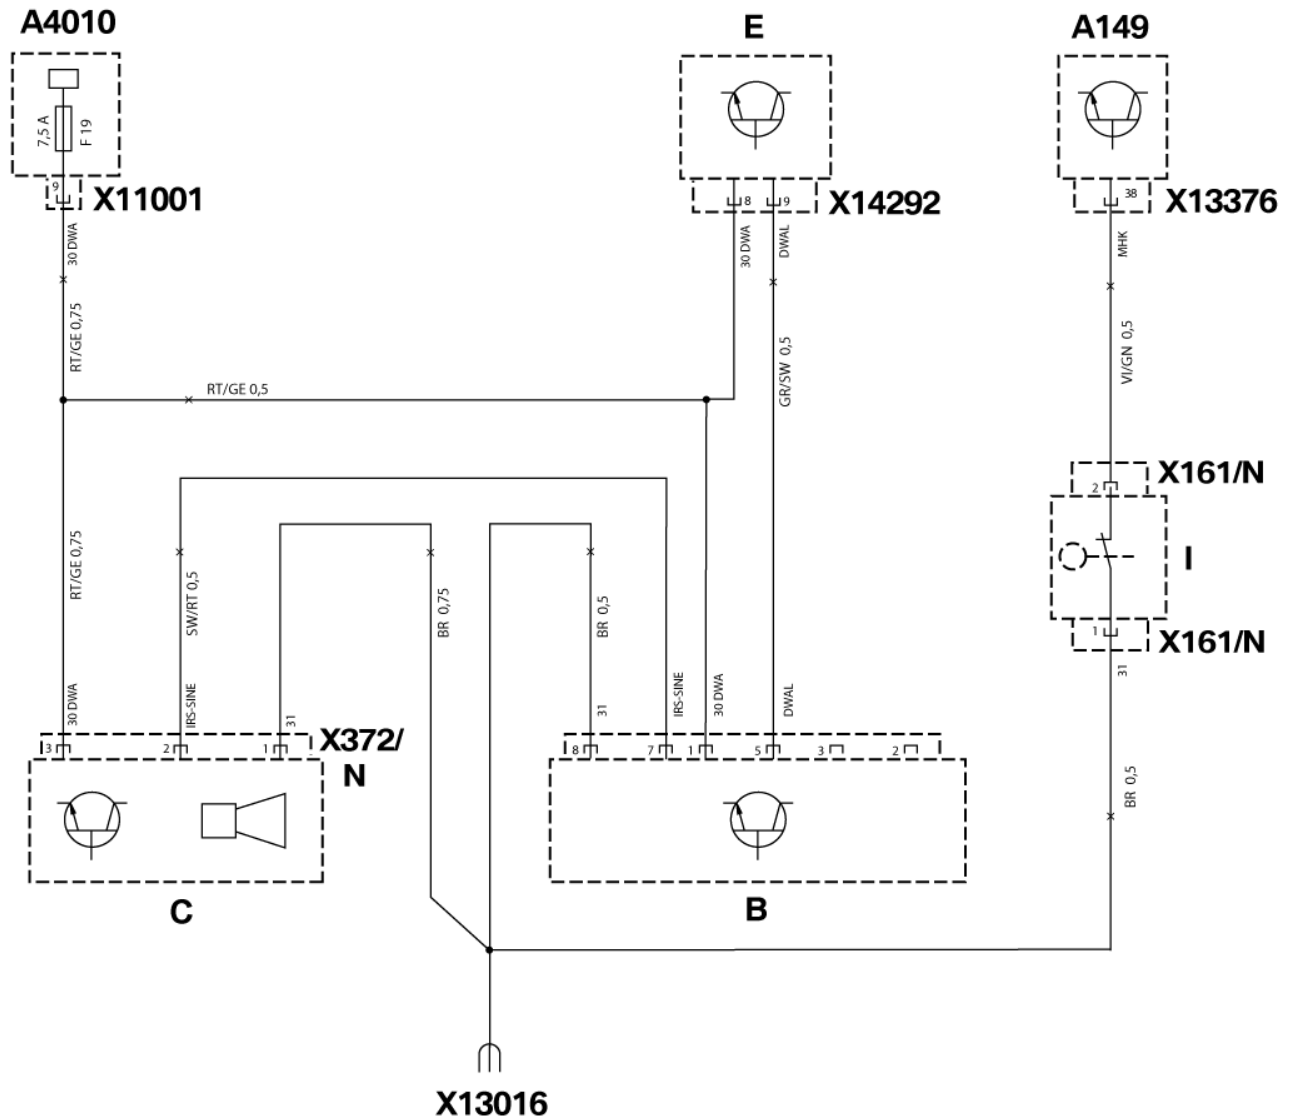 A4010
E
A149
7,5 A
F 19
9
X11001
8
9
X14292
38
X13376
30 DWA
30 DWA
DWAL
MHK
RT/GE 0,75
GR/SW 0,5
VI/GN 0,5
RT/GE 0,5
2
X161/N
I
1
X161/N
31
RT/GE 0,75
SW/RT 0,5
BR 0,75
BR 0,5
30 DWA
IRS-SINE
31
31
IRS-SINE
30 DWA
DWAL
3
2
1
X372/
N
8
7
1
5
3
2
BR 0,5
C
B
X13016